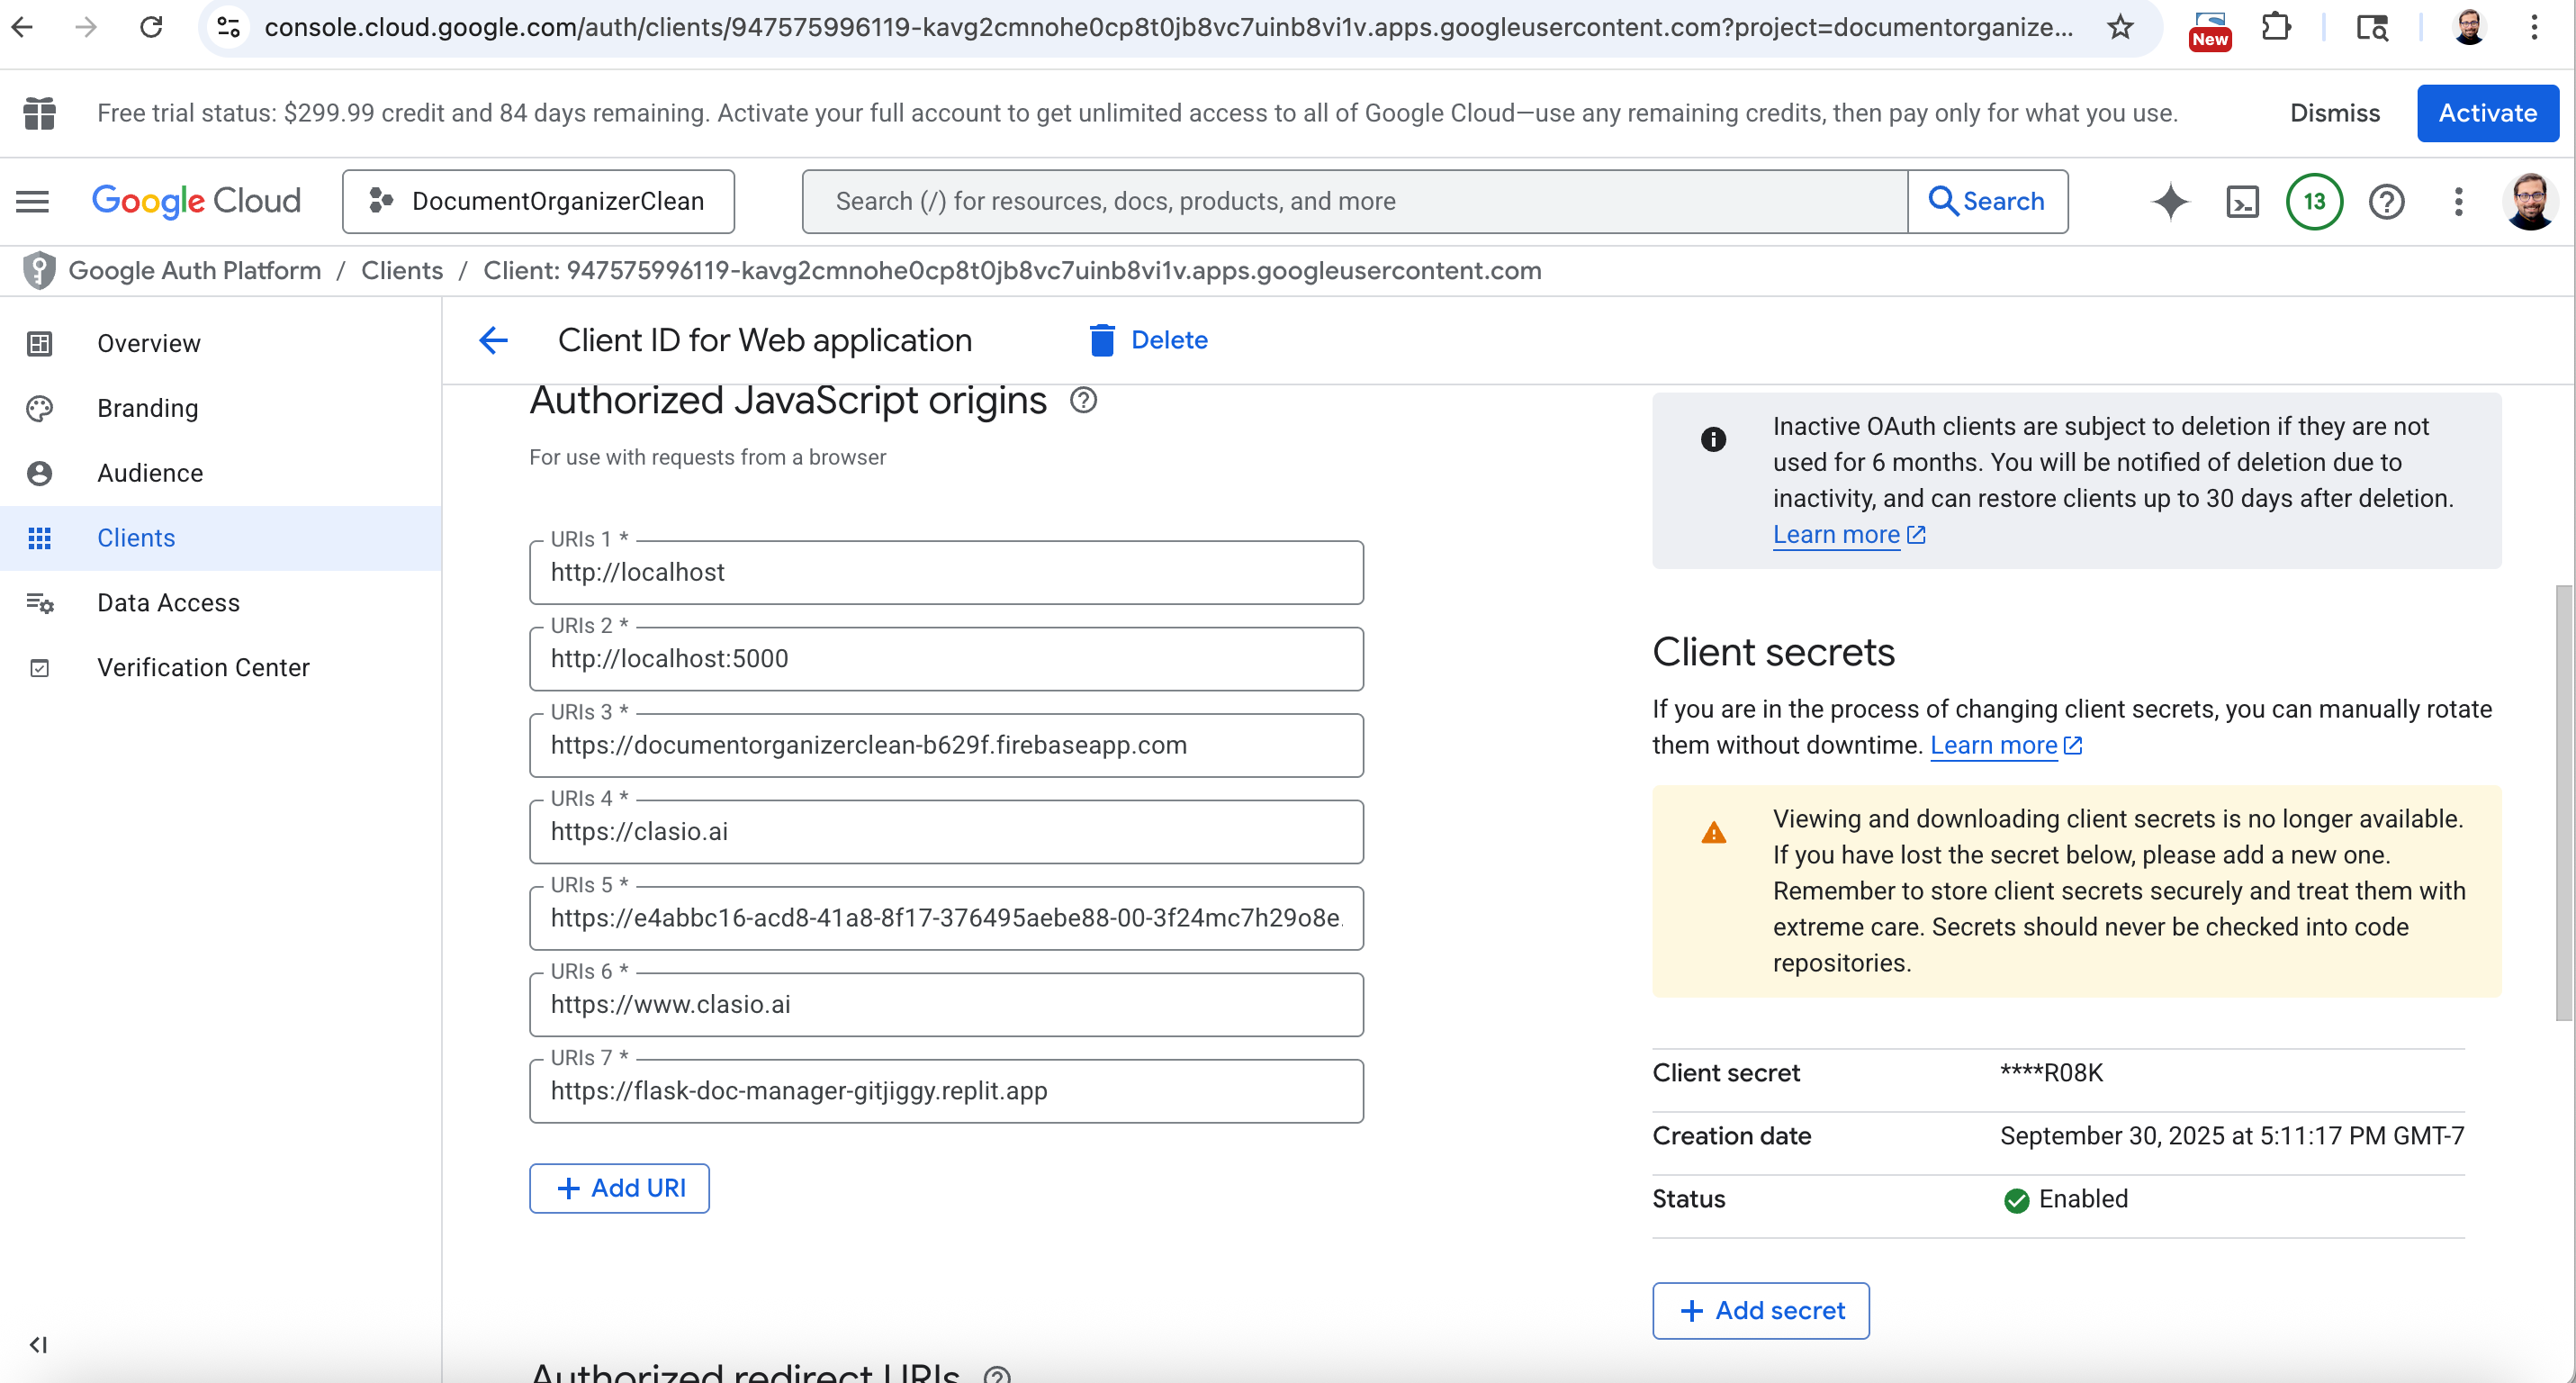 console.cloud.google.com/auth/clients/947575996119-kavg2cmnohe0cp8t0jb8vc7uinb8vi1v.apps.googleusercontent.com?project=documentorganize...
New
Free trial status: $299.99 credit and 84 days remaining. Activate your full account to get unlimited access to all of Google Cloud—use any remaining credits, then pay only for what you use.
Dismiss
Activate
Google Cloud
DocumentOrganizerClean
Search (/) for resources, docs, products, and more
Search
13
Google Auth Platform / Clients / Client: 947575996119-kavg2cmnohe0cp8t0jb8vc7uinb8vi1v.apps.googleusercontent.com
Overview
Branding
Audience
Clients
Data Access
Verification Center
Client ID for Web application
Delete
Authorized JavaScript origins
For use with requests from a browser
URIs 1 *
http://localhost
URIs 2 *
http://localhost:5000
URIs 3 *
https://documentorganizerclean-b629f.firebaseapp.com
URIs 4 *
https://clasio.ai
URIs 5 *
https://e4abbc16-acd8-41a8-8f17-376495aebe88-00-3f24mc7h29o8e.
URIs 6 *
https://www.clasio.ai
URIs 7 *
https://flask-doc-manager-gitjiggy.replit.app
+ Add URI
Authorized redirect URIs
Inactive OAuth clients are subject to deletion if they are not
used for 6 months. You will be notified of deletion due to
inactivity, and can restore clients up to 30 days after deletion.
Learn more
Client secrets
If you are in the process of changing client secrets, you can manually rotate
them without downtime. Learn more
Viewing and downloading client secrets is no longer available.
If you have lost the secret below, please add a new one.
Remember to store client secrets securely and treat them with
extreme care. Secrets should never be checked into code
repositories.
Client secret ****R08K
Creation date September 30, 2025 at 5:11:17 PM GMT-7
Status Enabled
+ Add secret